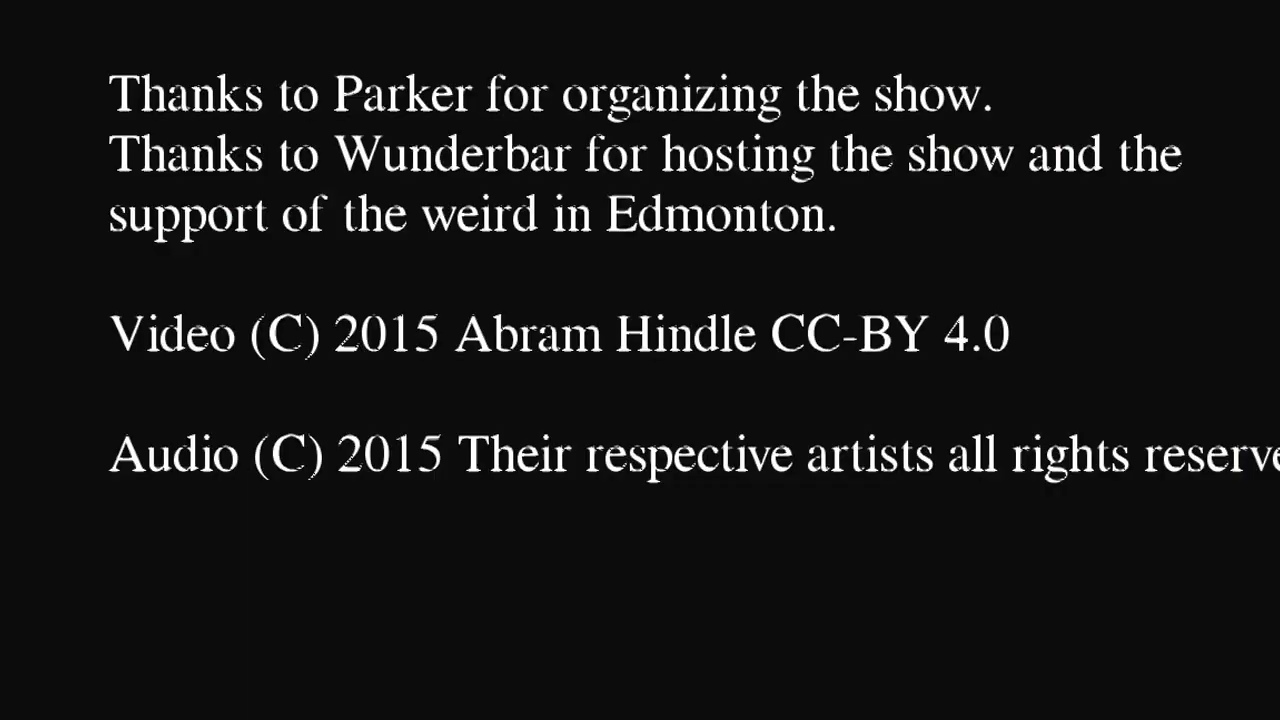 Thanks to Parker for organizing the show.
Thanks to Wunderbar for hosting the show and the
support of the weird in Edmonton.
Video (C) 2015 Abram Hindle CC-BY 4.0
Audio (C) 2015 Their respective artists all rights reserve